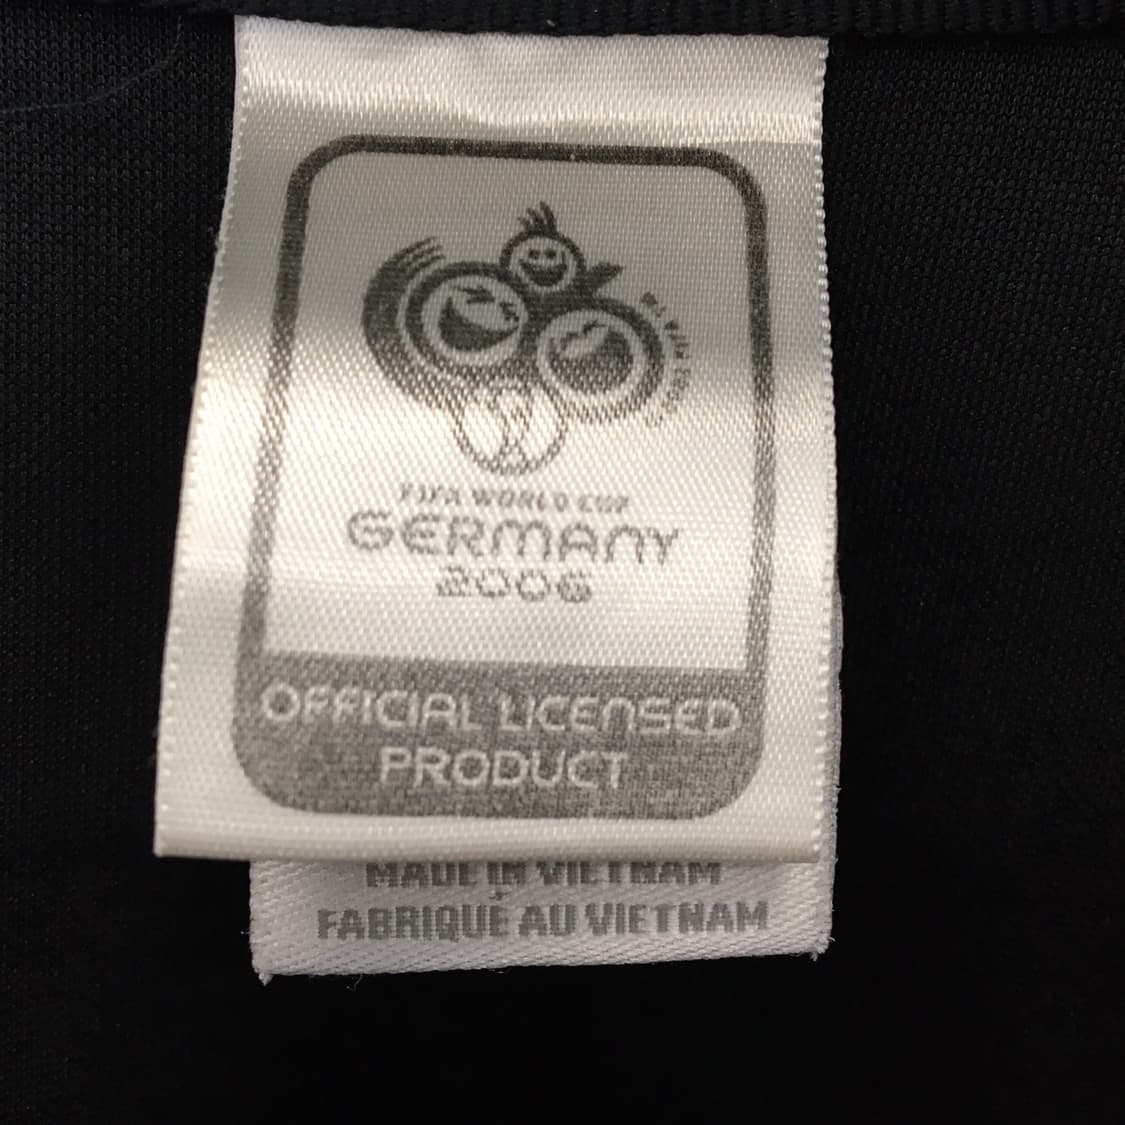 FIFA WORLD CUP
GERMANY
2006
OFFICIAL LICENSED
PRODUCT
MADE IN VIETNAM
FABRIQUE AU VIETNAM